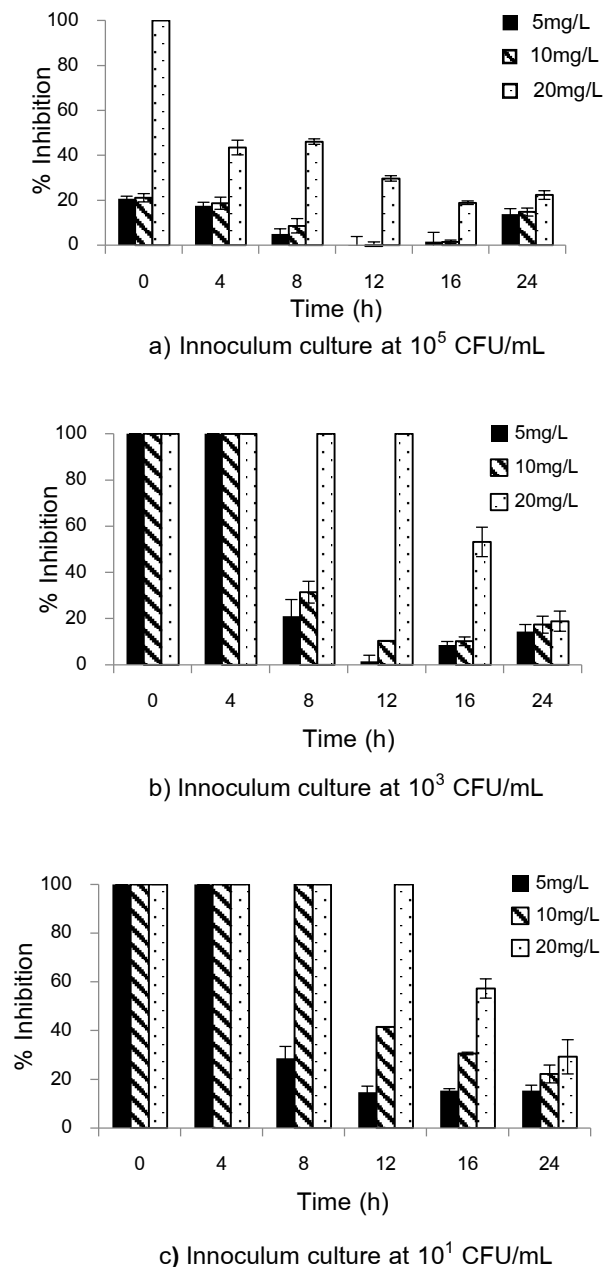 100
80
60
40
20
0
% Inhibition
5mg/L
10mg/L
20mg/L
0 4 8 12 16 24
Time (h)
a) Innoculum culture at 10⁵ CFU/mL
100
80
60
40
20
0
% Inhibition
5mg/L
10mg/L
20mg/L
0 4 8 12 16 24
Time (h)
b) Innoculum culture at 10³ CFU/mL
100
80
60
40
20
0
% Inhibition
5mg/L
10mg/L
20mg/L
0 4 8 12 16 24
Time (h)
c) Innoculum culture at 10¹ CFU/mL